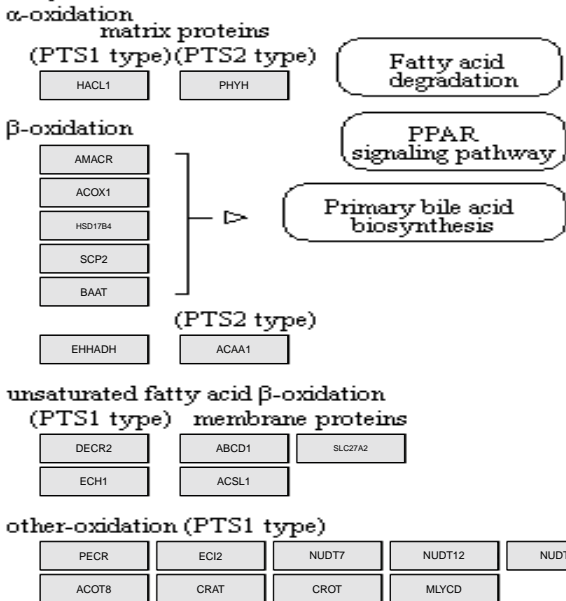 α-oxidation
matrix proteins
(PTS1 type)(PTS2 type)
HACL1 PHYH
Fatty acid
degradation
β-oxidation
PPAR
signaling pathway
AMACR
ACOX1
HSD17B4
SCP2
BAAT
Primary bile acid
biosynthesis
(PTS2 type)
EHHADH ACAA1
unsaturated fatty acid β-oxidation
(PTS1 type) membrane proteins
DECR2 ABCD1 SLC27A2
ECH1 ACSL1
other-oxidation (PTS1 type)
PECR ECI2 NUDT7 NUDT12
ACOT8 CRAT CROT MLYCD